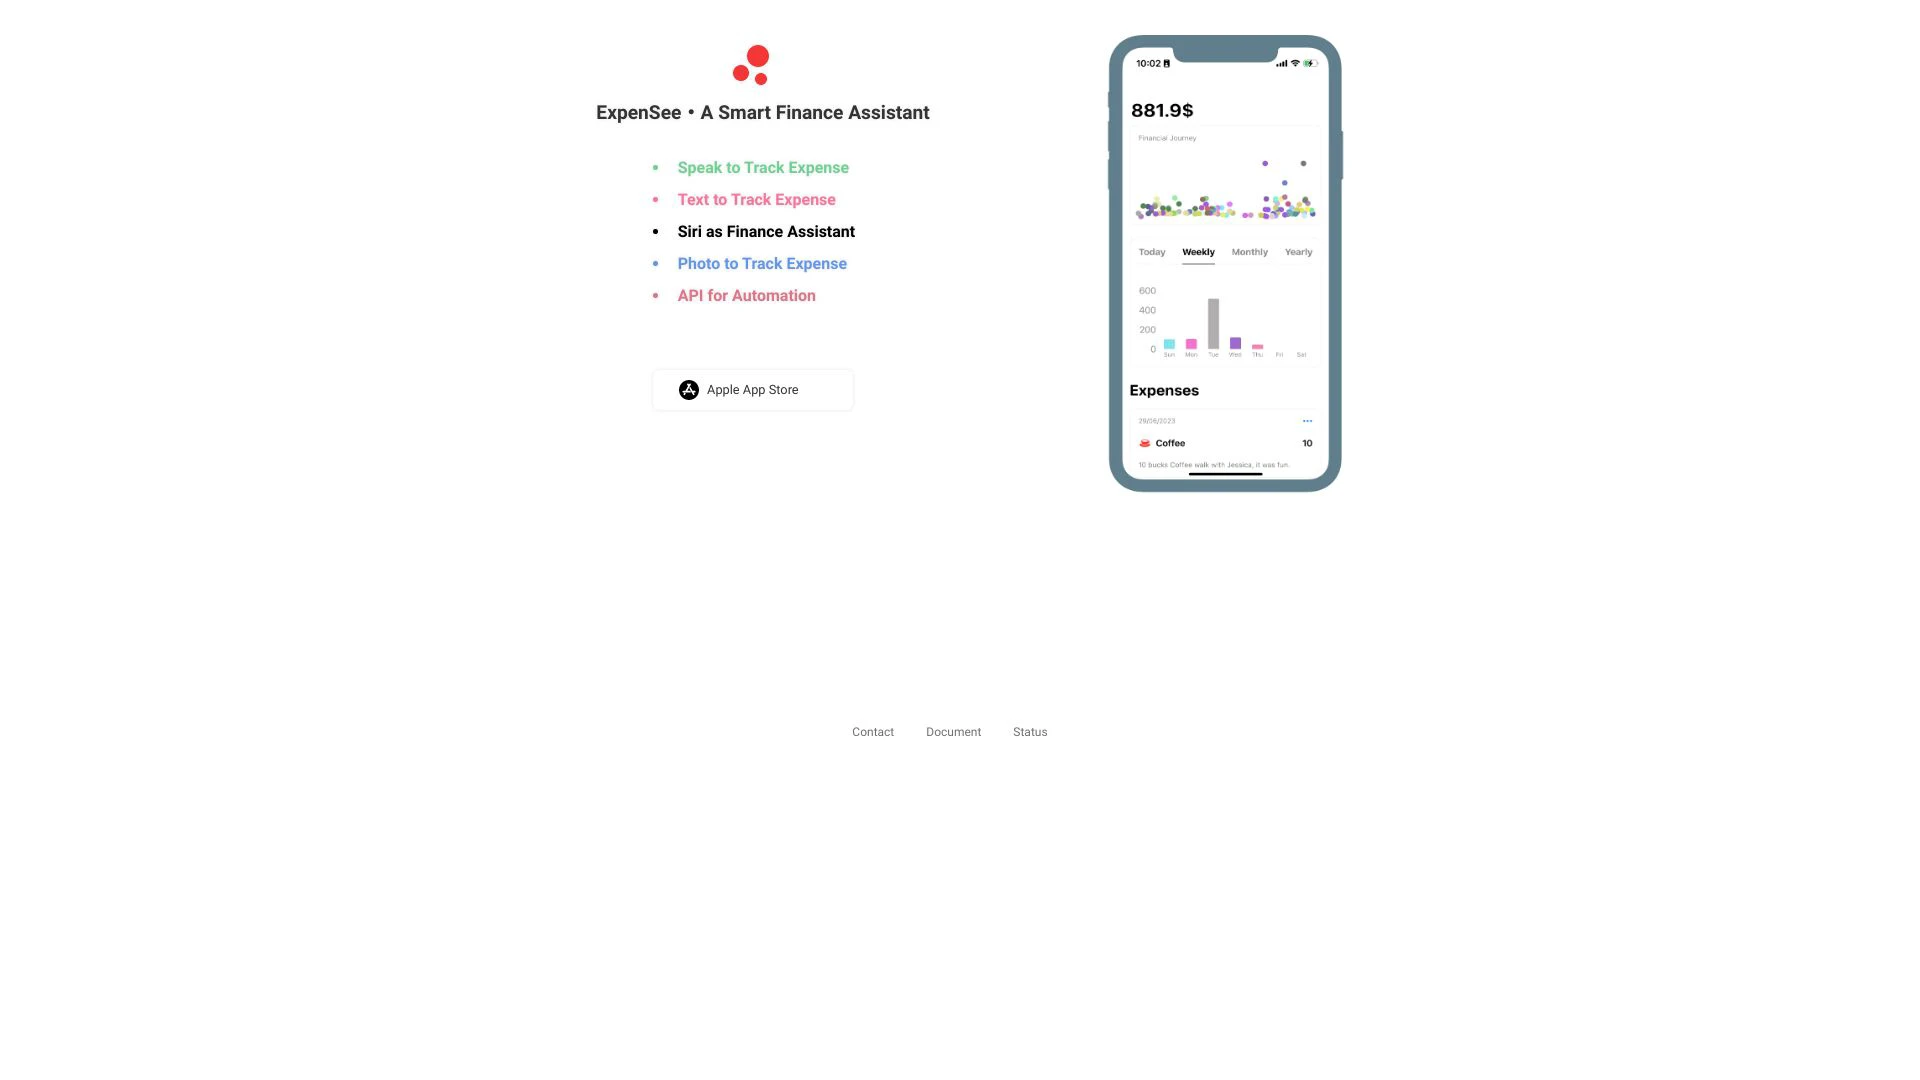 ExpenSee • A Smart Finance Assistant
• Speak to Track Expense
• Text to Track Expense
• Siri as Finance Assistant
• Photo to Track Expense
• API for Automation
Apple App Store
10:02
881.9$
Financial Journey
Today Weekly Monthly Yearly
600
400
200
0
Sun Mon Tue Wed Thu Fri Sat
Expenses
29/06/2023
Coffee 10
10 bucks Coffee walk with Jessica, it was fun.
Contact Document Status